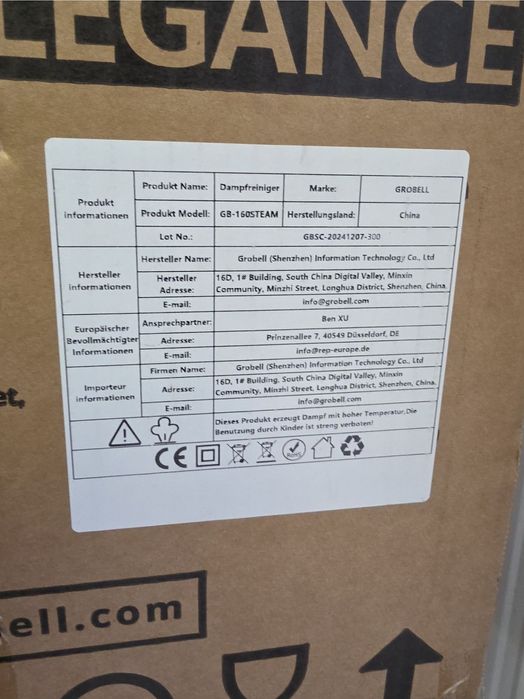 LEGANCE
Produkt informationen
Produkt Name: Dampfreiniger Marke: GROBELL
Produkt Modell: GB-160STEAM Herstellungsland: China
Lot No.: GBSC-20241207-300
Hersteller informationen
Hersteller Name: Grobell (Shenzhen) Information Technology Co., Ltd
Hersteller Adresse: 16D, 1# Building, South China Digital Valley, Minxin
Community, Minzhi Street, Longhua District, Shenzhen, China
E-mail: info@grobell.com
Europäischer Bevollmächtigter Informationen
Ansprechpartner: Ben XU
Adresse: Prinzenallee 7, 40549 Düsseldorf, DE
E-mail: info@rep-europe.de
Importeur informationen
Firmen Name: Grobell (Shenzhen) Information Technology Co., Ltd
Adresse: 16D, 1# Building, South China Digital Valley, Minxin
Community, Minzhi Street, Longhua District, Shenzhen, China.
E-mail: info@grobell.com
Dieses Produkt erzeugt Dampf mit hoher Temperatur,Die
Benutzung durch Kinder ist streng verboten!
CE
RoHS
et,
ell.com